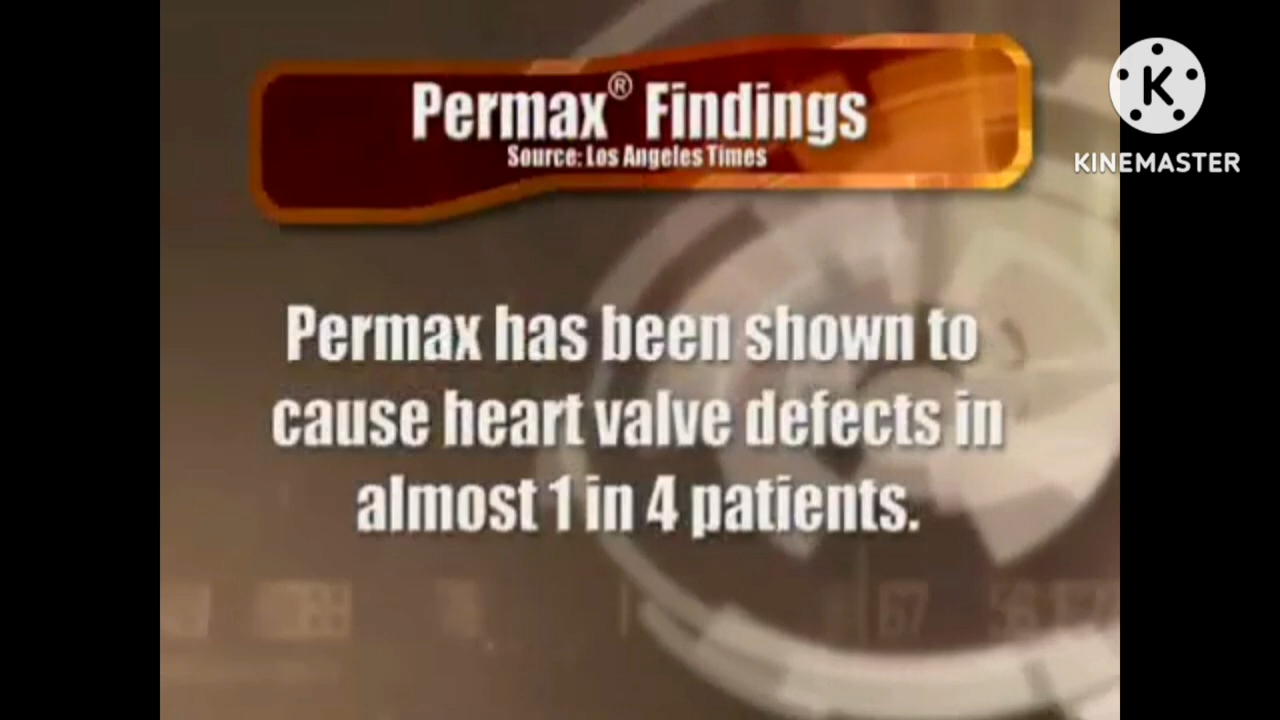 Permax® Findings
Source: Los Angeles Times
K
KINEMASTER
Permax has been shown to
cause heart valve defects in
almost 1 in 4 patients.
67